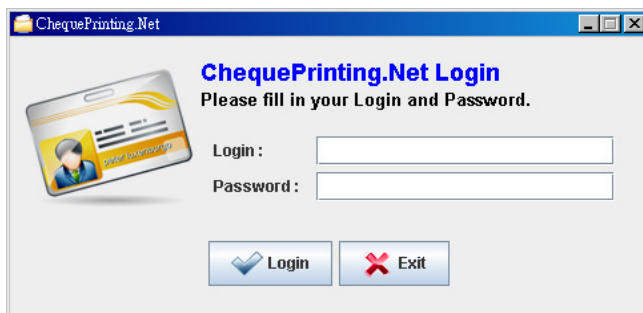 ChequePrinting.Net
ChequePrinting.Net Login
Please fill in your Login and Password.
Login :
Password :
Login
Exit